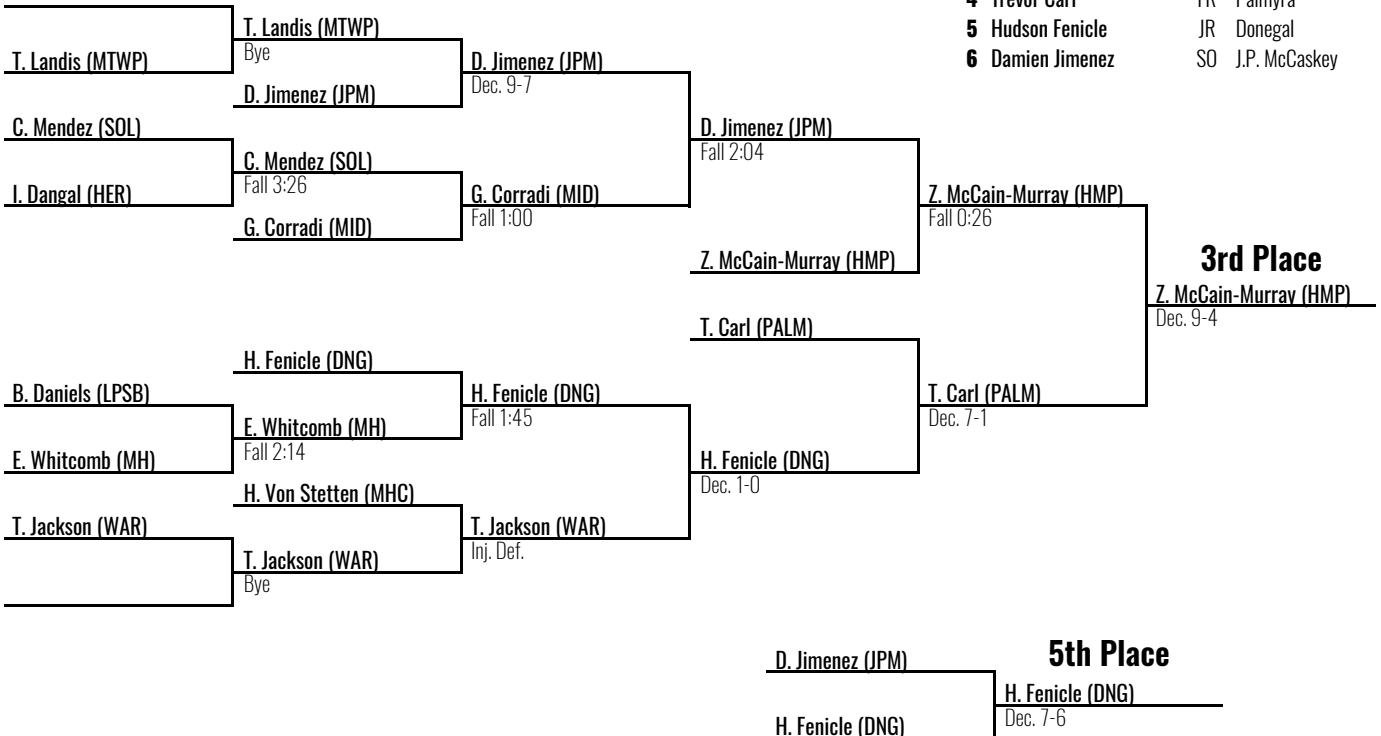 4 Trevor Carl FR Palmyra
5 Hudson Fenicle JR Donegal
6 Damien Jimenez SO J.P. McCaskey
T. Landis (MTWP)
Bye
T. Landis (MTWP)
D. Jimenez (JPM)
Dec. 9-7
D. Jimenez (JPM)
C. Mendez (SOL)
D. Jimenez (JPM)
Fall 2:04
C. Mendez (SOL)
Fall 3:26
I. Dangal (HER)
G. Corradi (MID)
Fall 1:00
Z. McCain-Murray (HMP)
Fall 0:26
G. Corradi (MID)
Z. McCain-Murray (HMP)
3rd Place
Z. McCain-Murray (HMP)
Dec. 9-4
T. Carl (PALM)
H. Fenicle (DNG)
B. Daniels (LPSB)
H. Fenicle (DNG)
Fall 1:45
T. Carl (PALM)
Dec. 7-1
E. Whitcomb (MH)
Fall 2:14
E. Whitcomb (MH)
H. Fenicle (DNG)
Dec. 1-0
H. Von Stetten (MHC)
T. Jackson (WAR)
T. Jackson (WAR)
Inj. Def.
T. Jackson (WAR)
Bye
5th Place
D. Jimenez (JPM)
H. Fenicle (DNG)
Dec. 7-6
H. Fenicle (DNG)